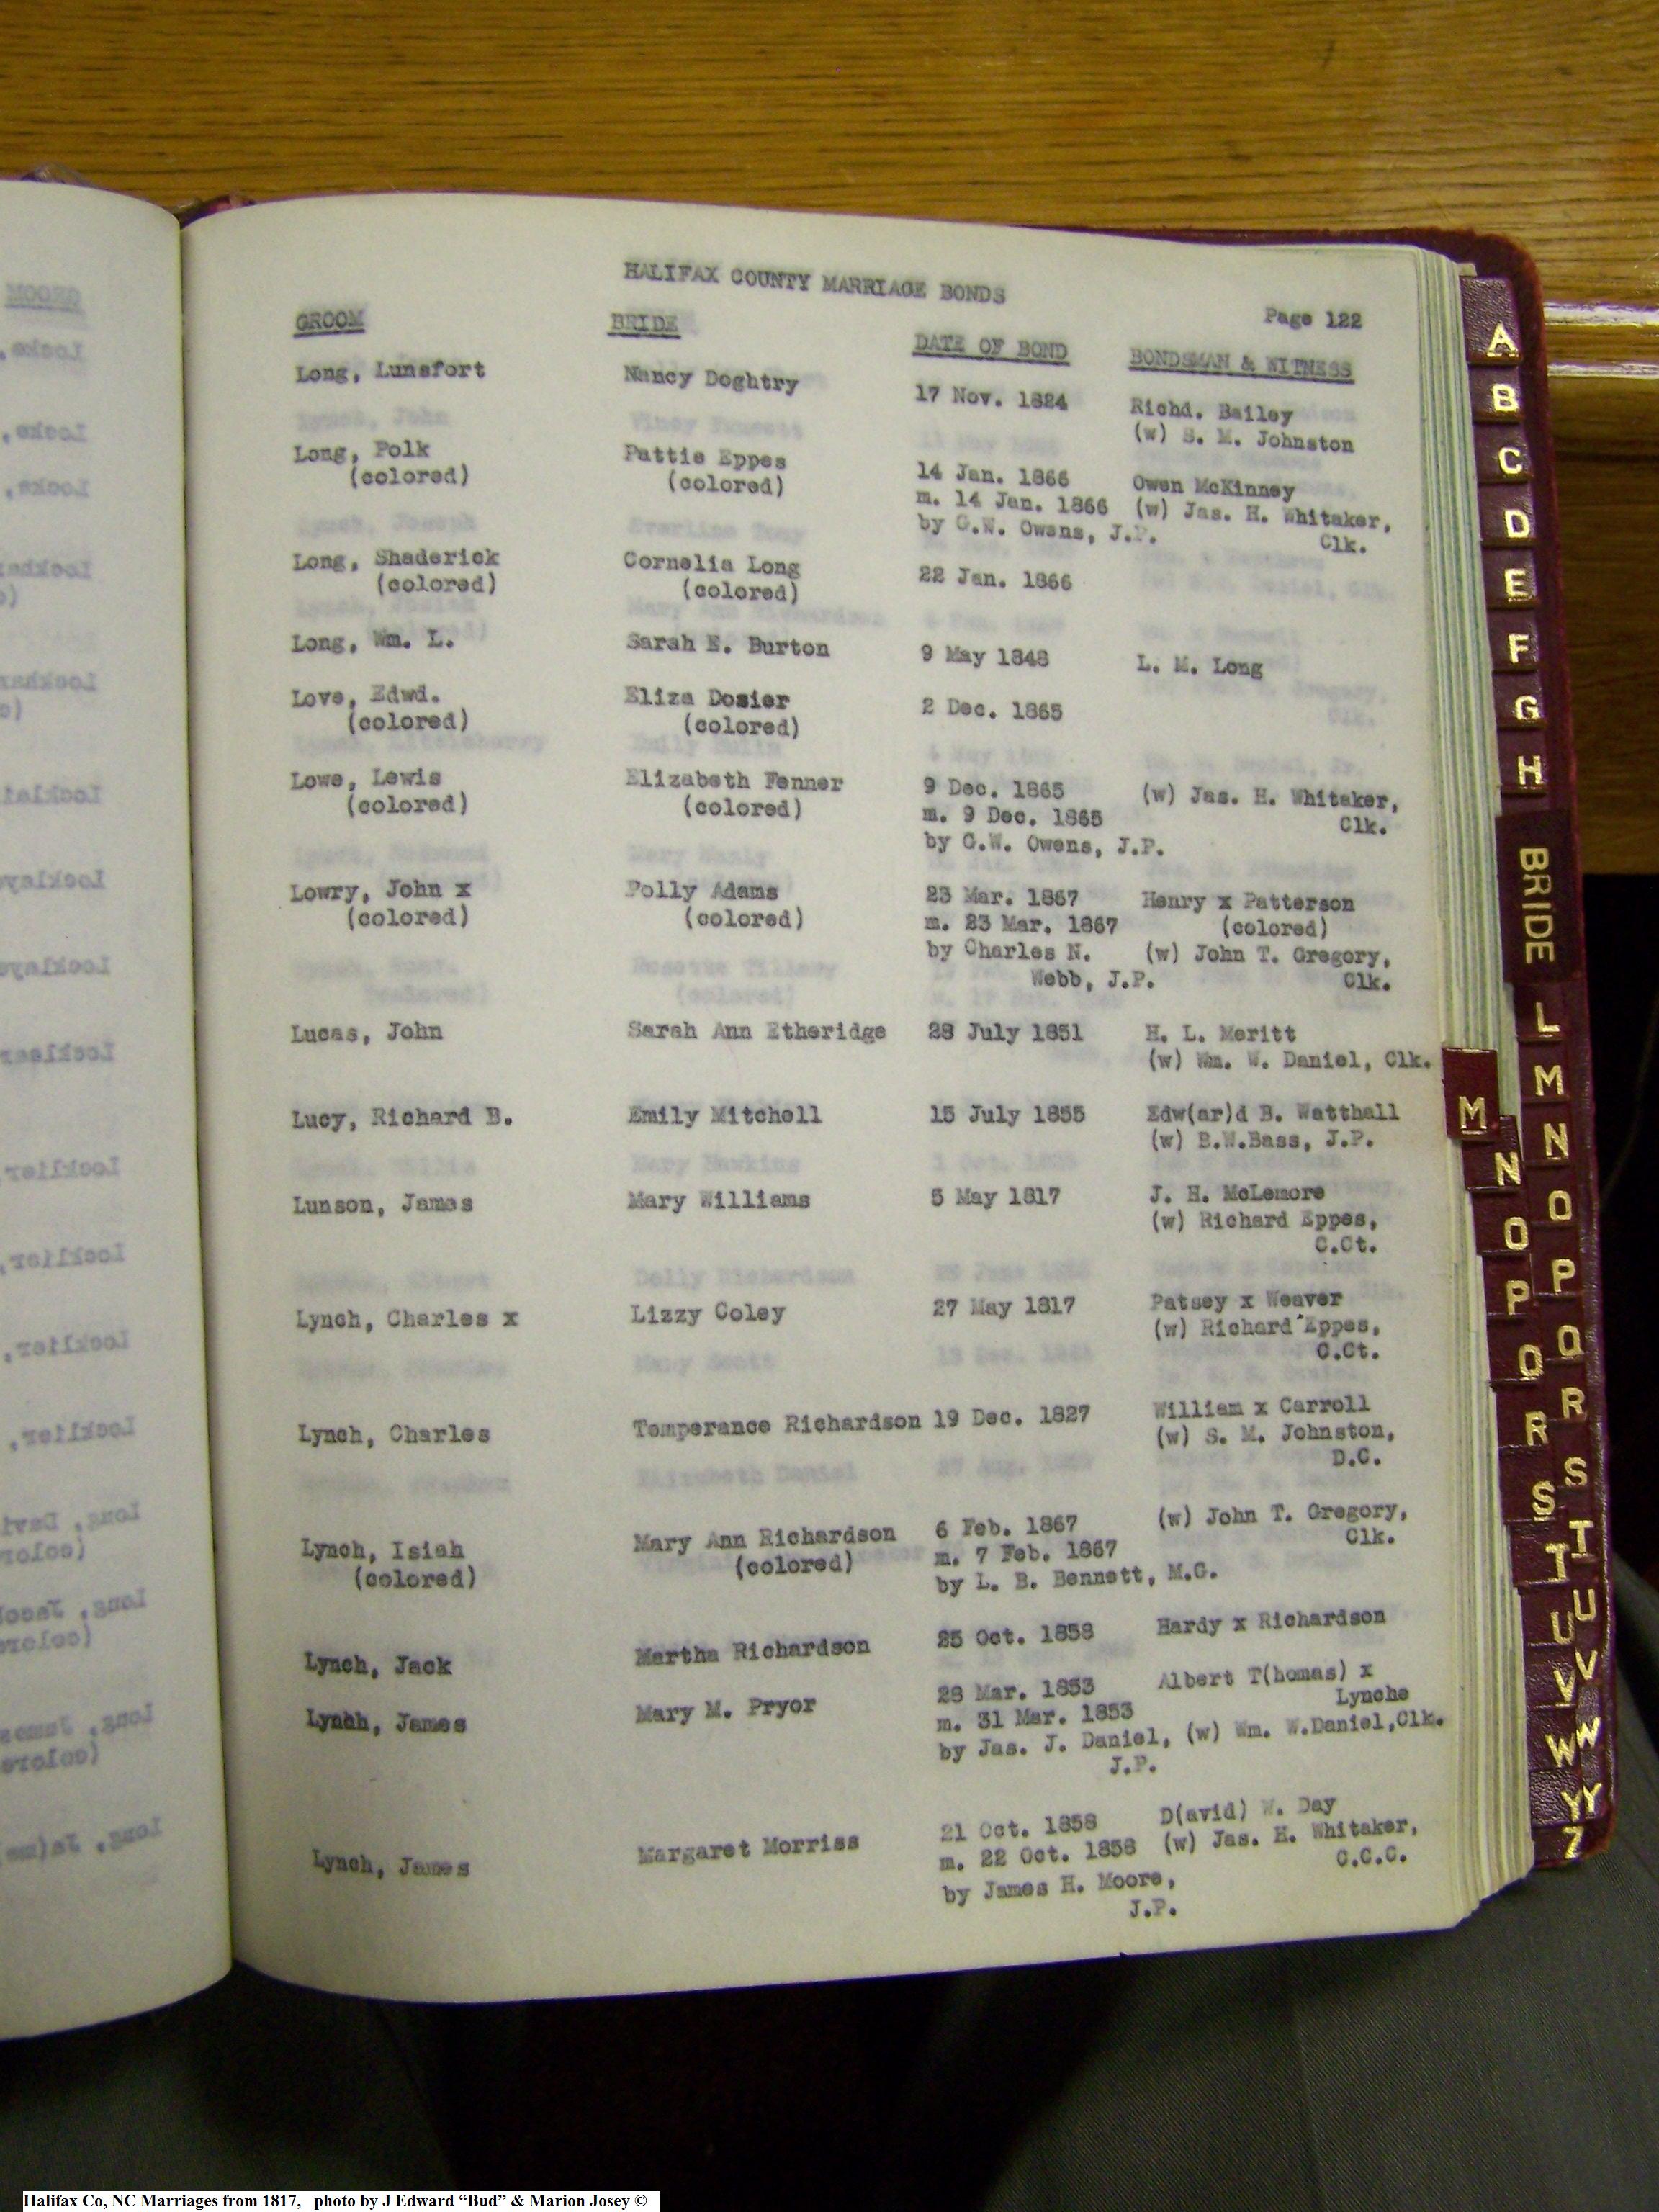 HALIFAX COUNTY MARRIAGE BONDS
Page 122
GROOM BRIDE DATE OF BOND BONDSMAN & WITNESS
Long, Lunsfort Nancy Doghtry 17 Nov. 1824 Richd. Bailey
(w) S. M. Johnston
Long, Polk Pattie Eppes 14 Jan. 1866 Owen McKinney
(colored) (colored) m. 14 Jan. 1866 (w) Jas. H. Whitaker,
by G.W. Owens, J.P. Clk.
Long, Shaderick Cornelia Long 22 Jan. 1866
(colored) (colored)
Long, Wm. L. Sarah E. Burton 9 May 1848 L. M. Long
Love, Edwd. Eliza Dosier 2 Dec. 1865
(colored) (colored)
Lowe, Lewis Elizabeth Fenner 9 Dec. 1865 (w) Jas. H. Whitaker,
(colored) (colored) m. 9 Dec. 1865 Clk.
by G.W. Owens, J.P.
Lowry, John x Polly Adams 23 Mar. 1867 Henry x Patterson
(colored) (colored) m. 23 Mar. 1867 (colored)
by Charles N. (w) John T. Gregory,
Webb, J.P. Clk.
Lucas, John Sarah Ann Etheridge 28 July 1851 H. L. Meritt
(w) Wm. W. Daniel, Clk.
Lucy, Richard B. Emily Mitchell 15 July 1855 Edw(ar)d B. Watthall
(w) B.W.Bass, J.P.
Lunson, James Mary Williams 5 May 1817 J. H. McLemore
(w) Richard Eppes,
C.Ct.
Lynch, Charles x Lizzy Coley 27 May 1817 Patsey x Weaver
(w) Richard Eppes,
C.Ct.
Lynch, Charles Temperance Richardson 19 Dec. 1827 William x Carroll
(w) S. M. Johnston,
D.C.
Lynch, Isiah Mary Ann Richardson 6 Feb. 1867 (w) John T. Gregory,
(colored) (colored) m. 7 Feb. 1867 Clk.
by L. B. Bennett, M.G.
Lynch, Jack Martha Richardson 25 Oct. 1858 Hardy x Richardson
Lynch, James Mary M. Pryor 28 Mar. 1853 Albert T(homas) x
m. 31 Mar. 1853 Lynche
by Jas. J. Daniel, (w) Wm. W.Daniel,Clk.
J.P.
Lynch, James Margaret Morriss 21 Oct. 1858 D(avid) W. Day
m. 22 Oct. 1858 (w) Jas. H. Whitaker,
by James H. Moore, C.C.C.
J.P.
A
B
C
D
E
F
G
H
BRIDE
L
M
N
O
P
Q
R
S
T
U
V
W
Y
M
N
O
P
Q
R
S
T
U
V
W
Y
Z
Halifax Co, NC Marriages from 1817, photo by J Edward “Bud” & Marion Josey ©